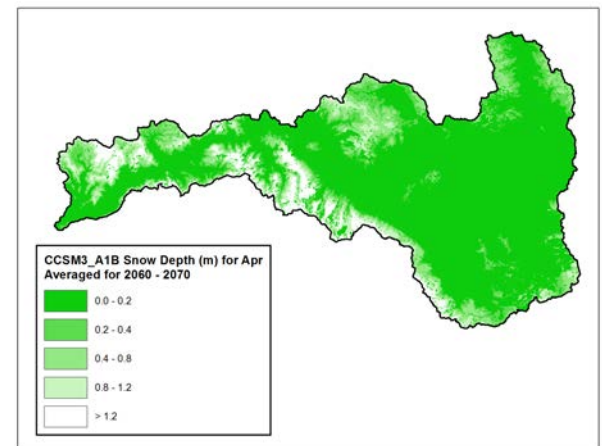 CCSM3_A1B Snow Depth (m) for Apr
Averaged for 2060 - 2070
0.0 - 0.2
0.2 - 0.4
0.4 - 0.8
0.8 - 1.2
> 1.2